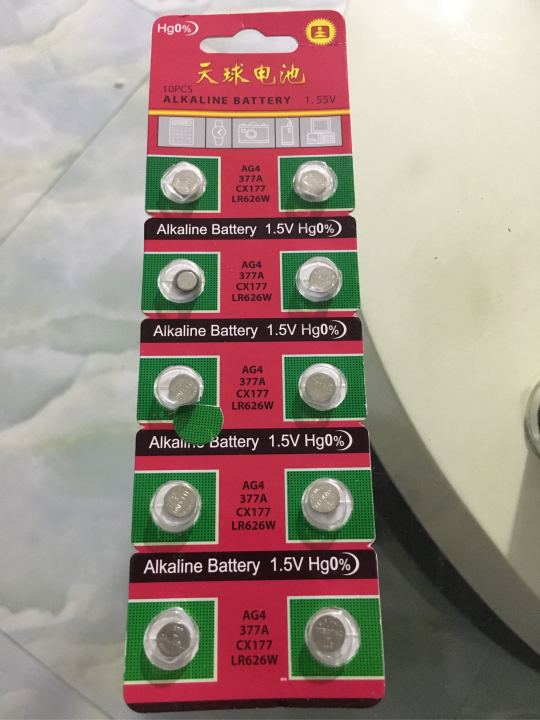 Hg0%
天球电池
10PCS
ALKALINE BATTERY 1.55V
AG4
377A
CX177
LR626W
Alkaline Battery 1.5V Hg0%
AG4
377A
CX177
LR626W
Alkaline Battery 1.5V Hg0%
AG4
377A
CX177
LR626W
Alkaline Battery 1.5V Hg0%
AG4
377A
CX177
LR626W
Alkaline Battery 1.5V Hg0%
AG4
377A
CX177
LR626W